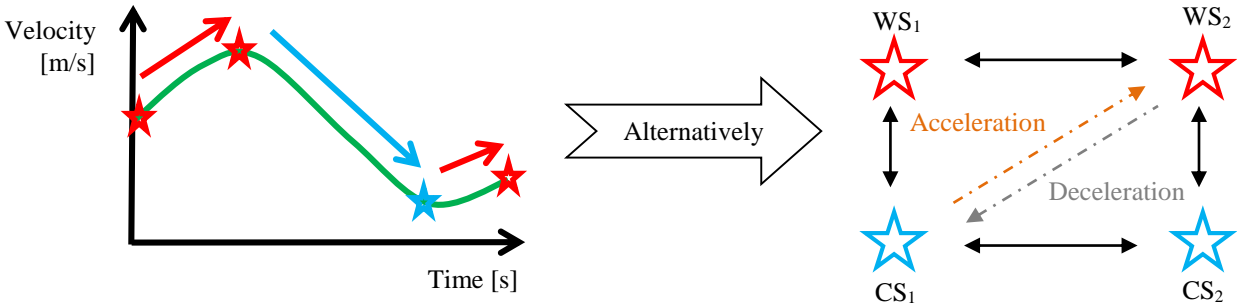 Velocity
[m/s]
Time [s]
Alternatively
WS₁
WS₂
Acceleration
Deceleration
CS₁
CS₂